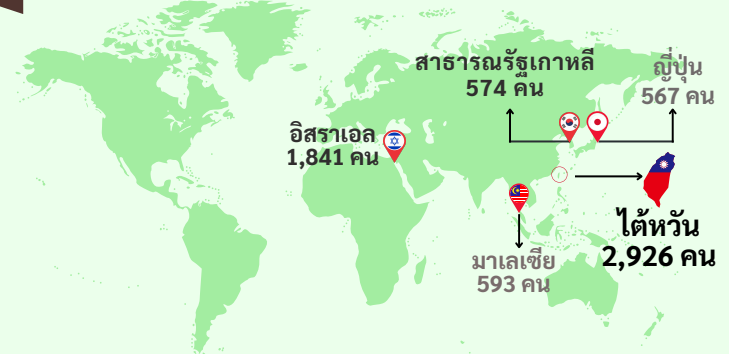 สาธารณรัฐเกาหลี
574 คน
ญี่ปุ่น
567 คน
อิสราเอล
1,841 คน
ไต้หวัน
2,926 คน
มาเลเซีย
593 คน